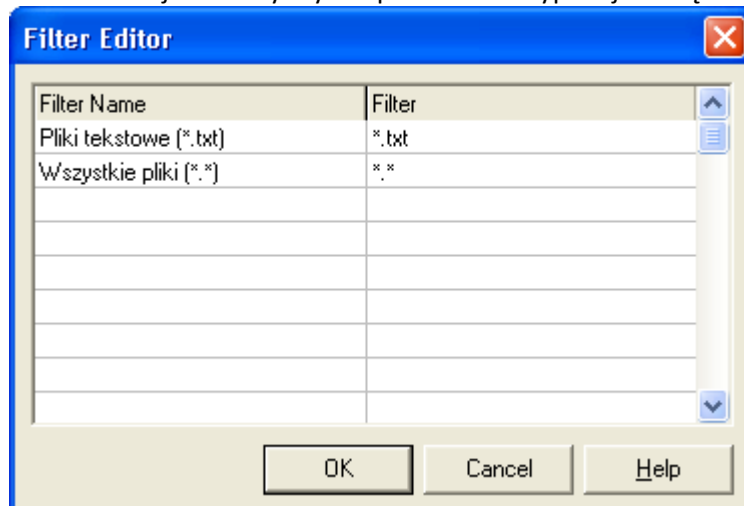 Filter Editor
Filter Name Filter
Pliki tekstowe (*.txt) *.txt
Wszystkie pliki (*.*) *.*
OK Cancel Help